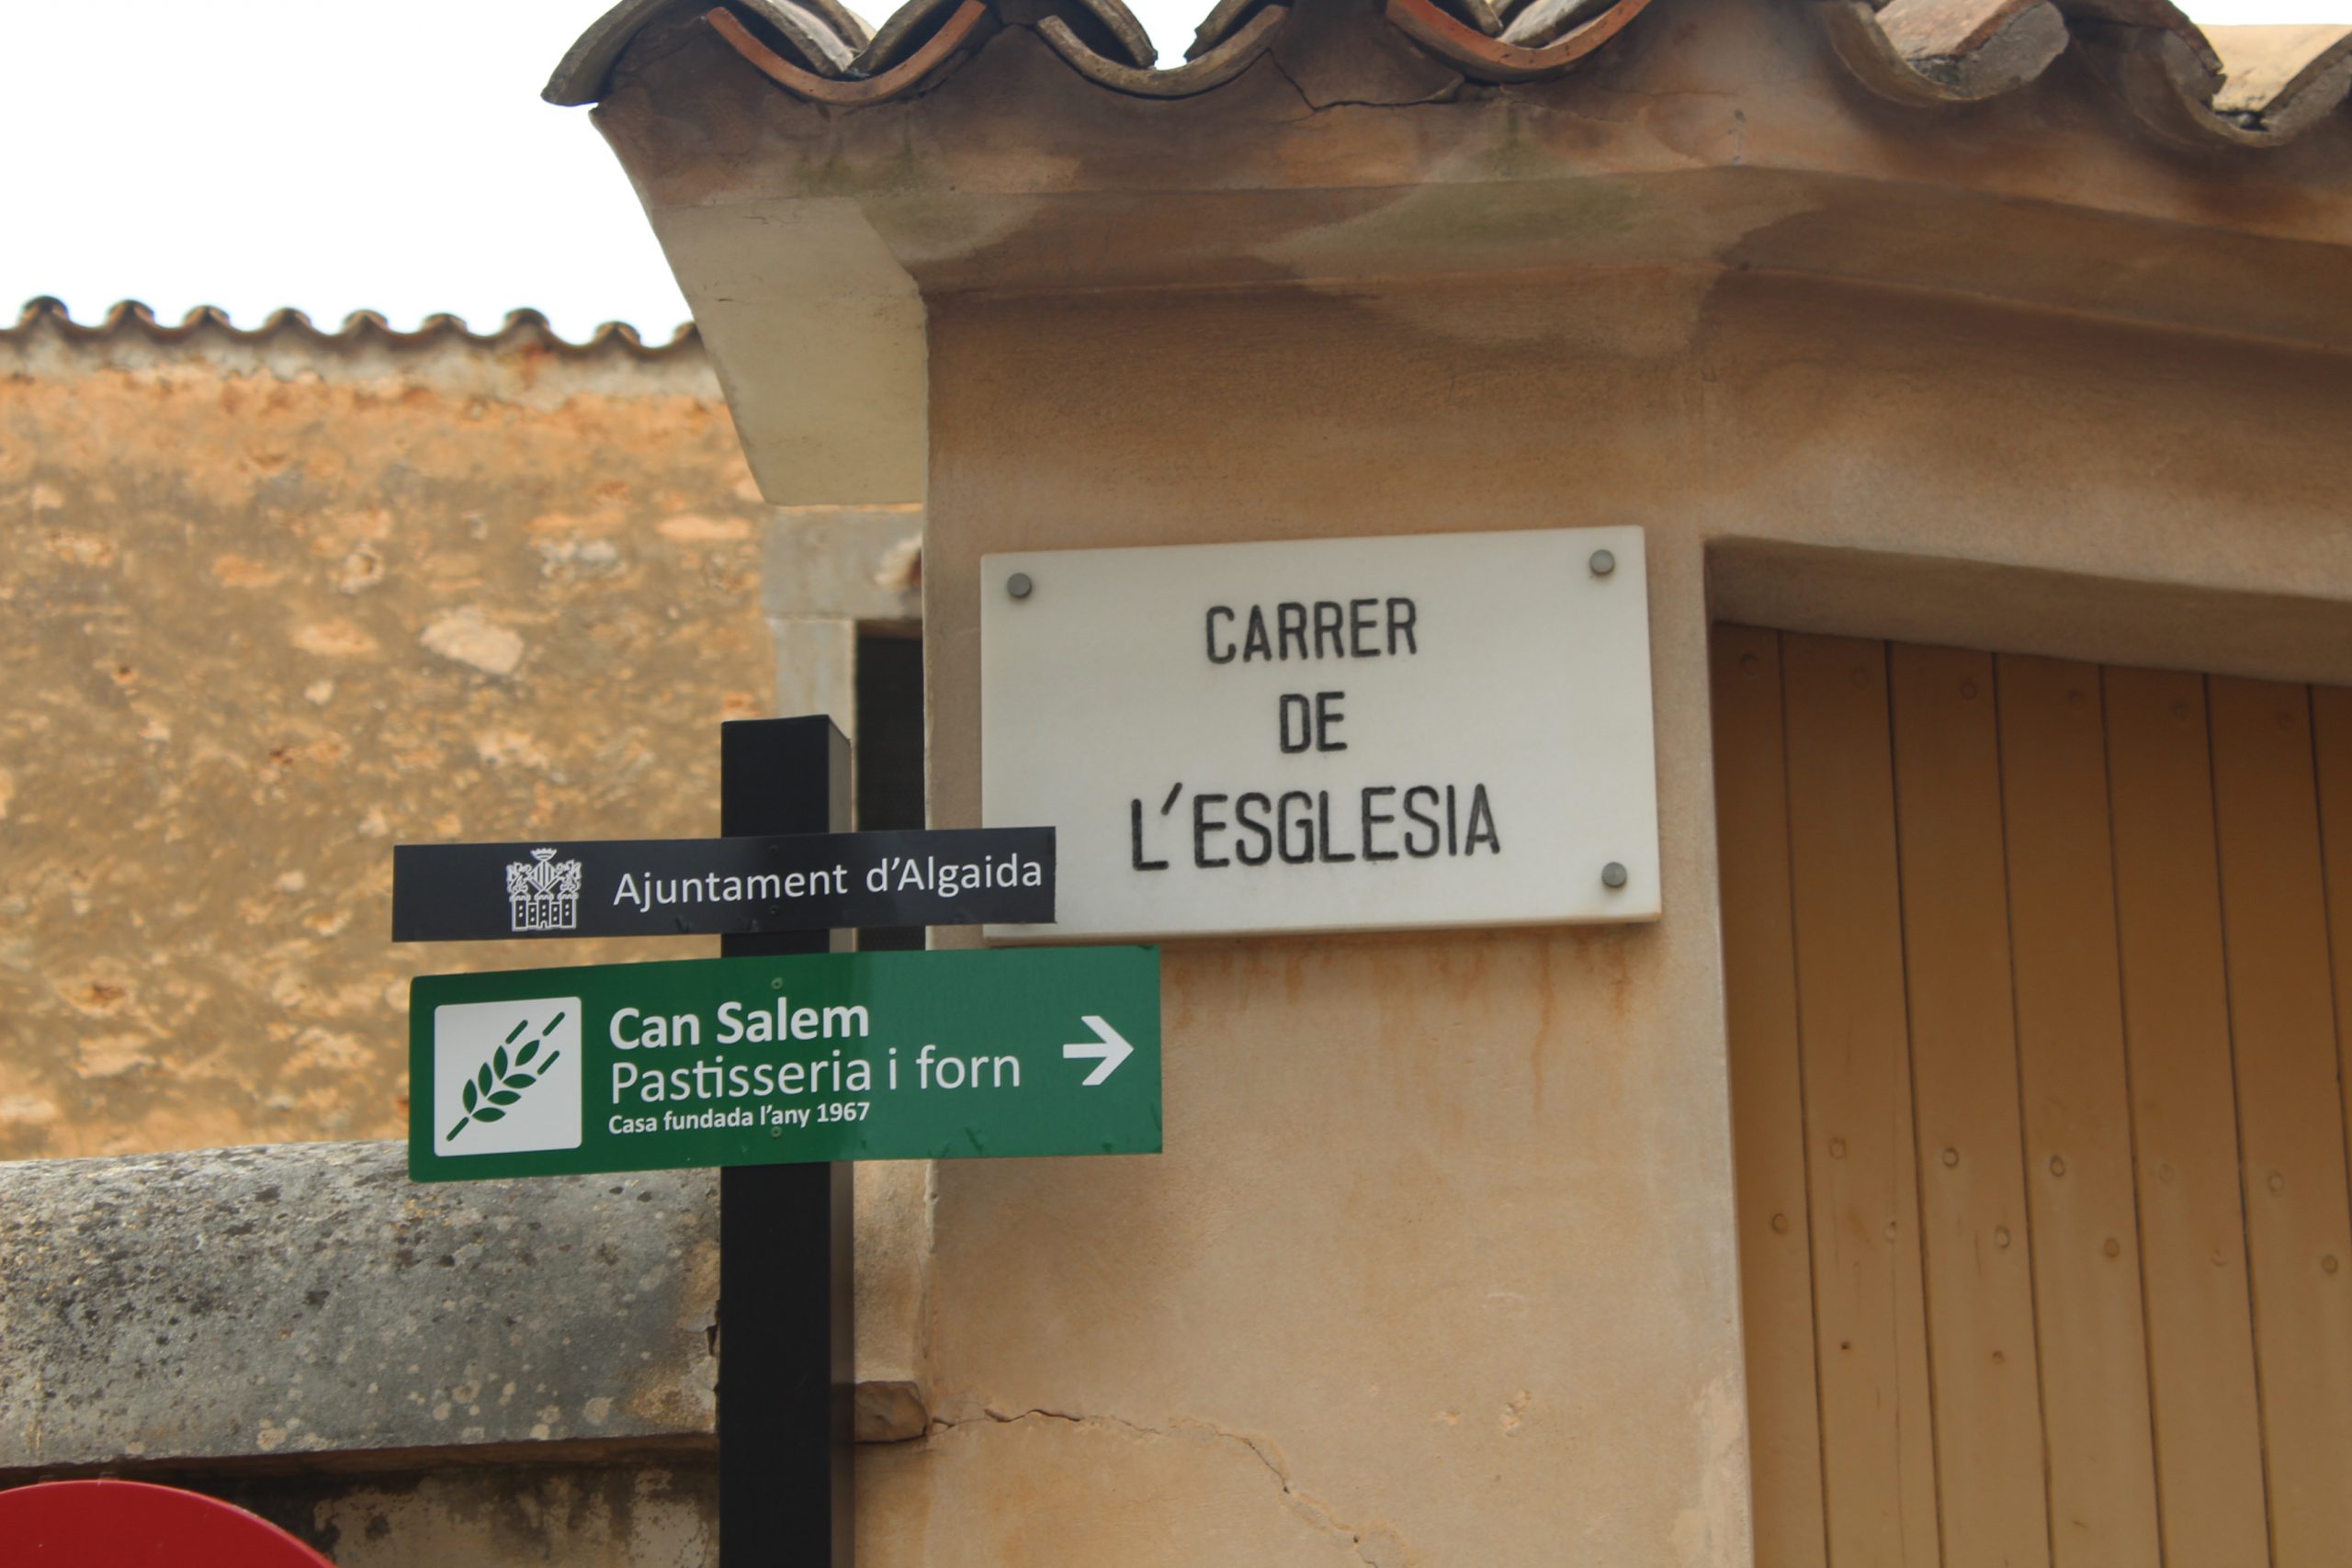 CARRER
DE
L'ESGLESIA
Ajuntament d'Algaida
Can Salem
Pastisseria i forn
Casa fundada l'any 1967